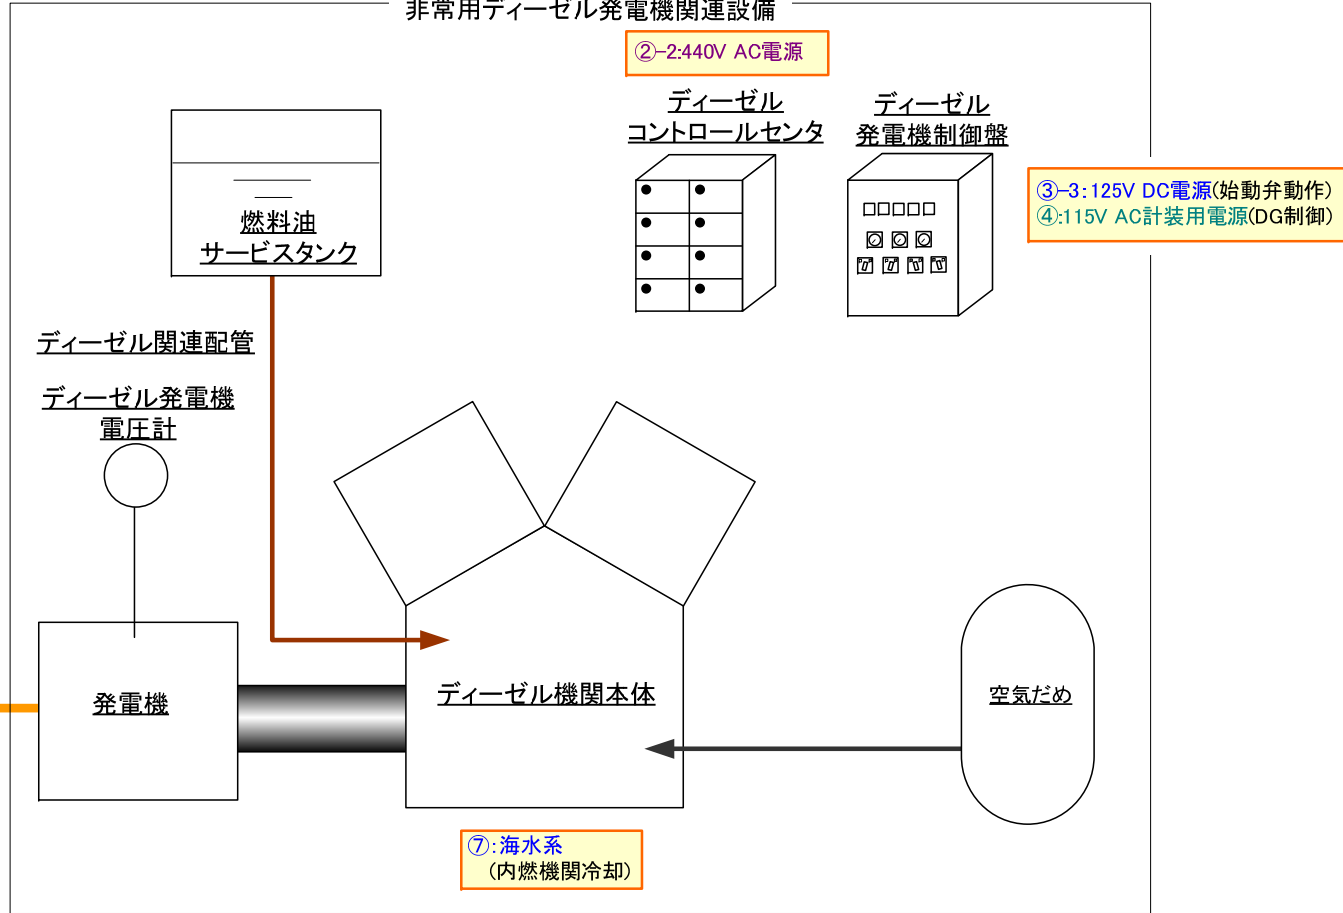 非常用ディーゼル発電機関連設備
②-2:440V AC電源
ディーゼル
コントロールセンタ
ディーゼル
発電機制御盤
③-3:125V DC電源(始動弁動作)
④:115V AC計装用電源(DG制御)
燃料油
サービスタンク
ディーゼル関連配管
ディーゼル発電機
電圧計
発電機
ディーゼル機関本体
空気だめ
⑦:海水系
(内燃機関冷却)